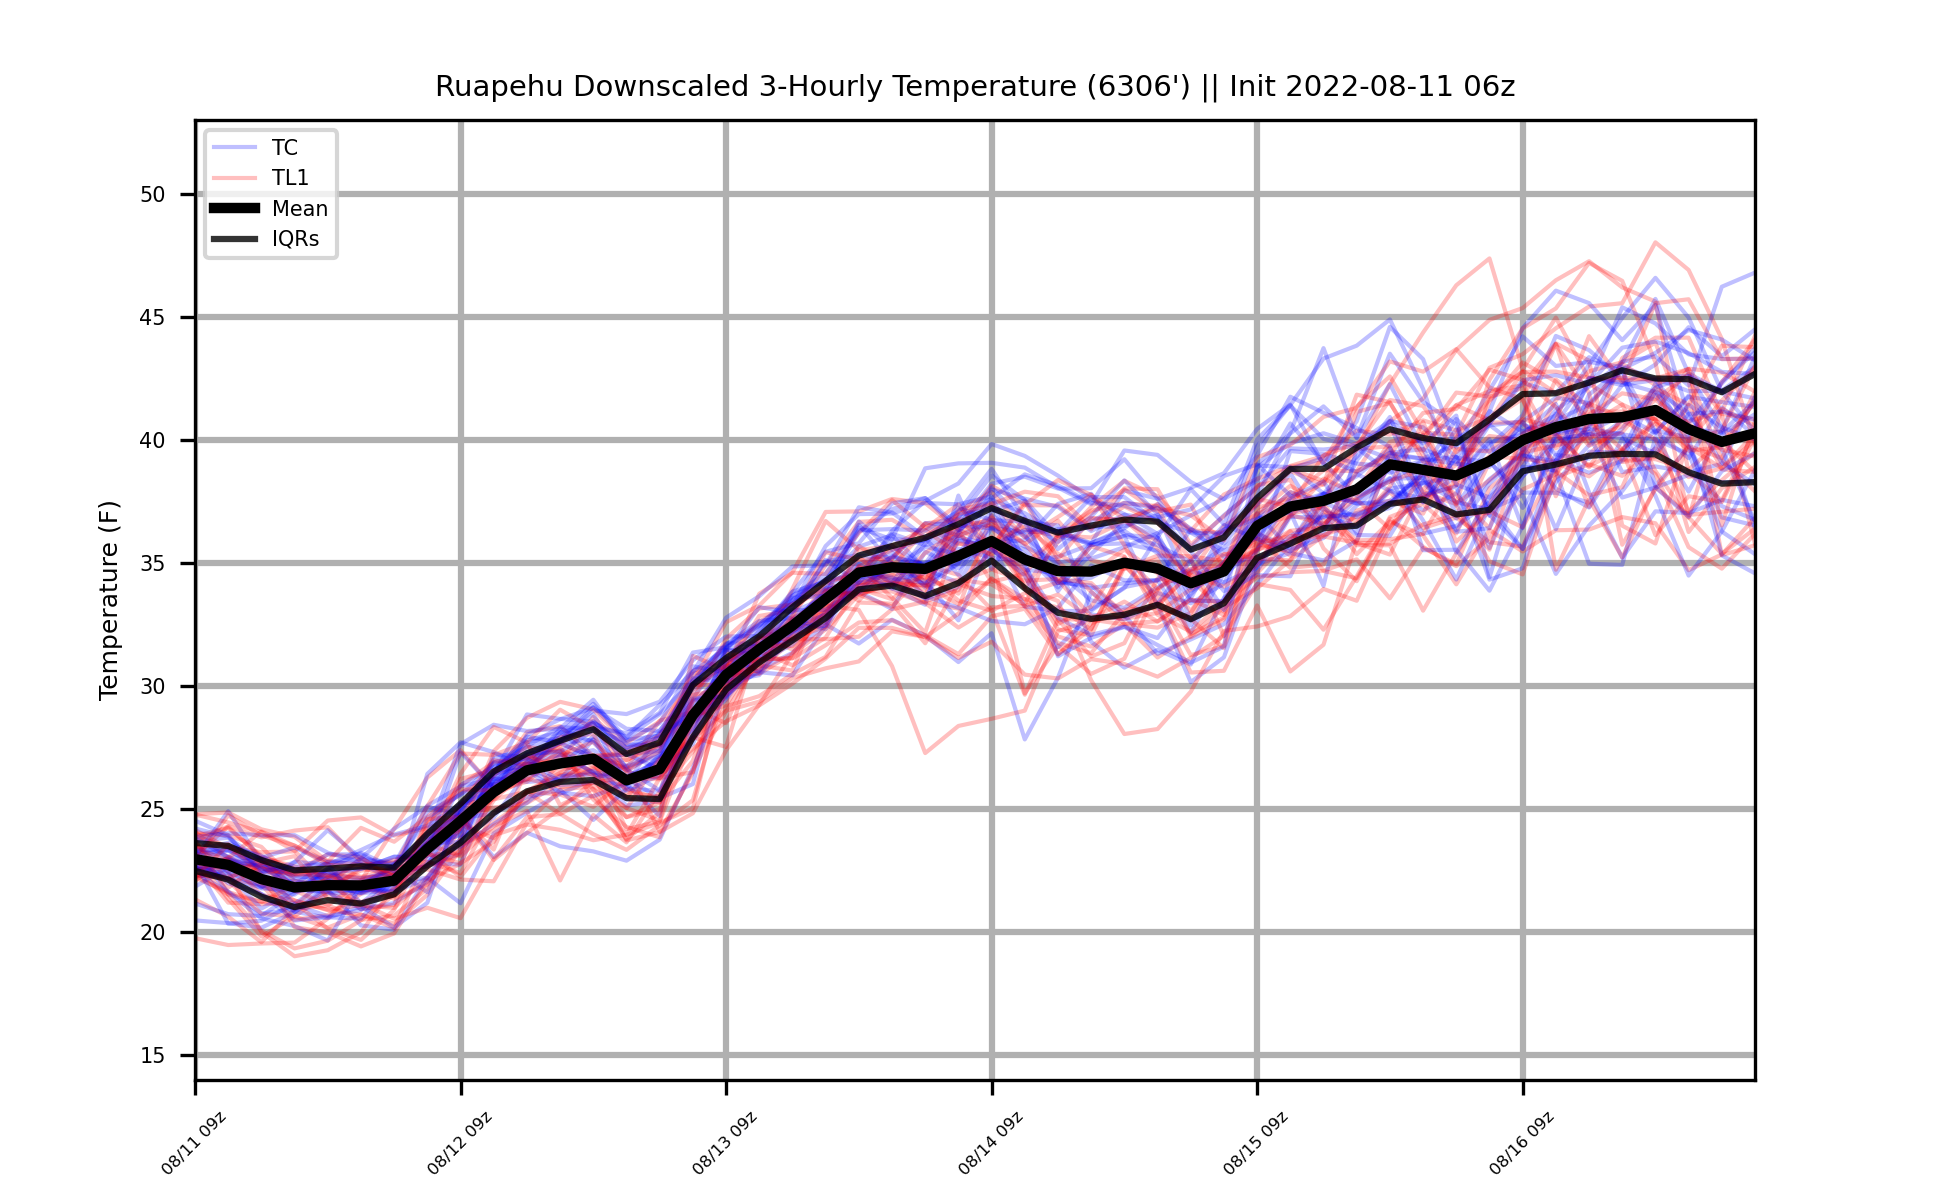 Ruapehu Downscaled 3-Hourly Temperature (6306') || Init 2022-08-11 06z
TC
TL1
Mean
IQRs
Temperature (F)
50
45
40
35
30
25
20
15
08/11 09z
08/12 09z
08/13 09z
08/14 09z
08/15 09z
08/16 09z